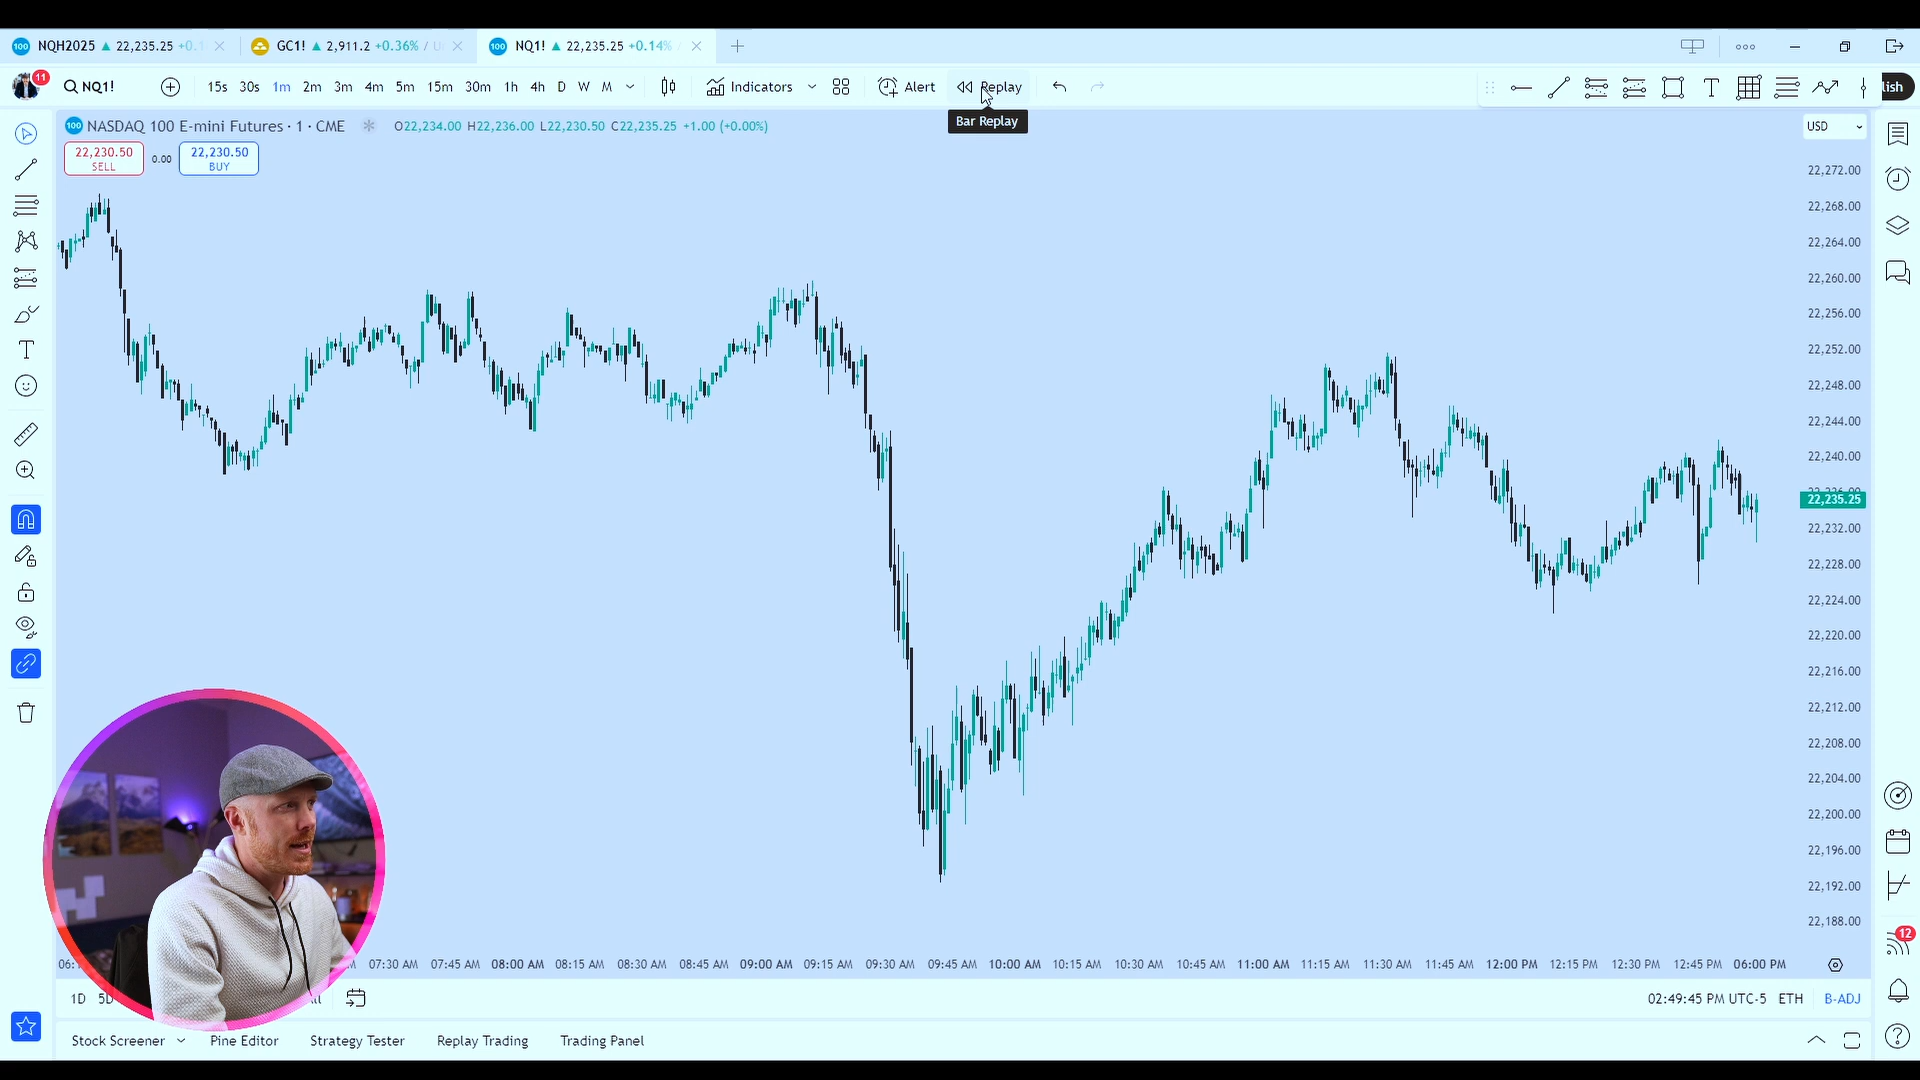 NQH2025 22,235.25 +0.1
GC1! 2,911.2 +0.36% / U
NQ1! 22,235.25 +0.14%
11
NQ1! 15s 30s 1m 2m 3m 4m 5m 15m 30m 1h 4h D W M Indicators Alert Replay lish
Bar Replay
NASDAQ 100 E-mini Futures · 1 · CME O22,234.00 H22,236.00 L22,230.50 C22,235.25 +1.00 (+0.00%)
USD
22,230.50
SELL
0.00
22,230.50
BUY
22,272.00
22,268.00
22,264.00
22,260.00
22,256.00
22,252.00
22,248.00
22,244.00
22,240.00
22,235.25
22,232.00
22,228.00
22,224.00
22,220.00
22,216.00
22,212.00
22,208.00
22,204.00
22,200.00
22,196.00
22,192.00
22,188.00
12
07:30 AM 07:45 AM 08:00 AM 08:15 AM 08:30 AM 08:45 AM 09:00 AM 09:15 AM 09:30 AM 09:45 AM 10:00 AM 10:15 AM 10:30 AM 10:45 AM 11:00 AM 11:15 AM 11:30 AM 11:45 AM 12:00 PM 12:15 PM 12:30 PM 12:45 PM 06:00 PM
1D 5D 02:49:45 PM UTC-5 ETH B-ADJ
Stock Screener Pine Editor Strategy Tester Replay Trading Trading Panel